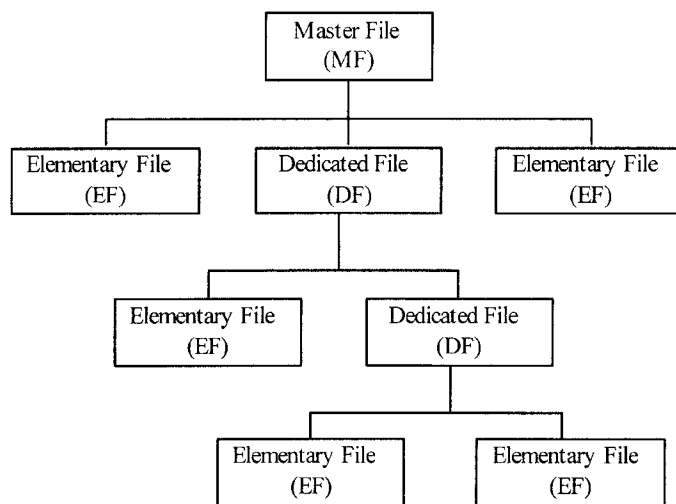 Master File
(MF)
Elementary File
(EF)
Dedicated File
(DF)
Elementary File
(EF)
Elementary File
(EF)
Dedicated File
(DF)
Elementary File
(EF)
Elementary File
(EF)